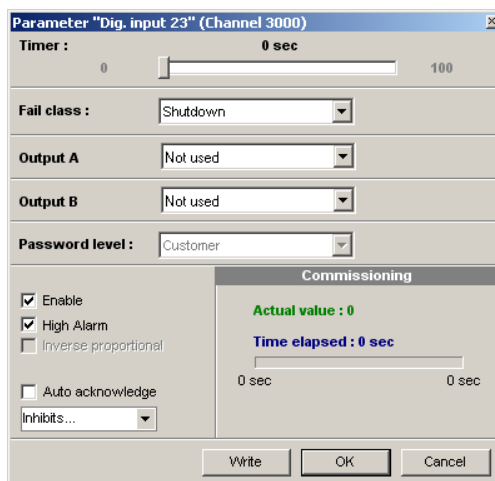 Parameter "Dig. input 23" (Channel 3000)
Timer : 0 sec
0 100
Fail class : Shutdown
Output A Not used
Output B Not used
Password level : Customer
Commissioning
Enable
High Alarm
Inverse proportional
Auto acknowledge
Inhibits...
Actual value : 0
Time elapsed : 0 sec
0 sec 0 sec
Write OK Cancel